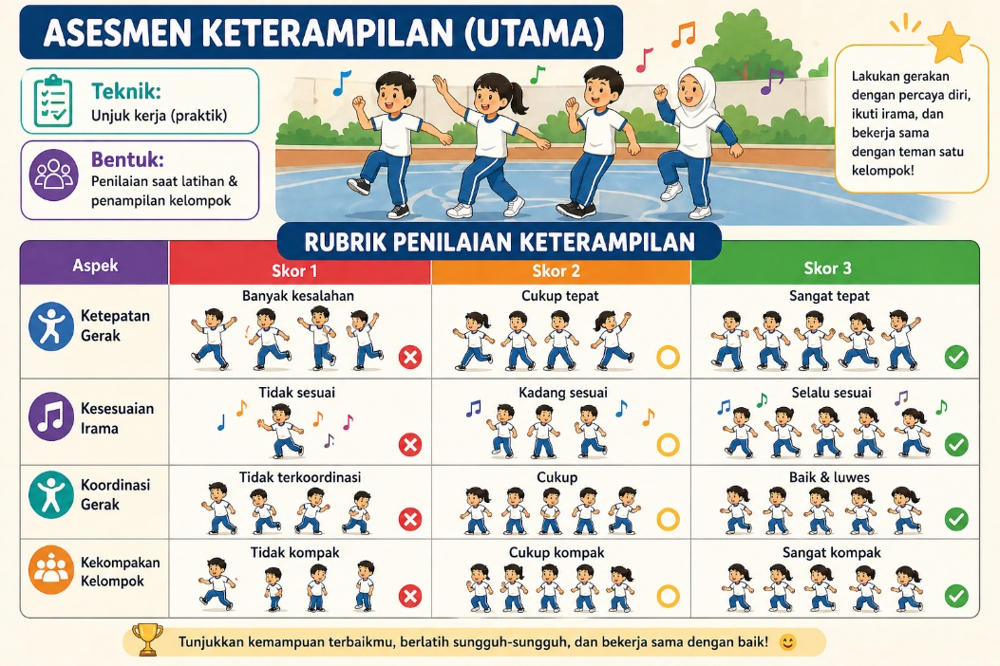 ASESMEN KETERAMPILAN (UTAMA)
Teknik:
Unjuk kerja (praktik)
Bentuk:
Penilaian saat latihan &
penampilan kelompok
Lakukan gerakan
dengan percaya diri,
ikuti irama, dan
bekerja sama
dengan teman satu
kelompok!
RUBRIK PENILAIAN KETERAMPILAN
Aspek
Skor 1
Skor 2
Skor 3
Ketepatan
Gerak
Banyak kesalahan
Cukup tepat
Sangat tepat
Kesesuaian
Irama
Tidak sesuai
Kadang sesuai
Selalu sesuai
Koordinasi
Gerak
Tidak terkoordinasi
Cukup
Baik & luwes
Kekompakan
Kelompok
Tidak kompak
Cukup kompak
Sangat kompak
Tunjukkan kemampuan terbaikmu, berlatih sungguh-sungguh, dan bekerja sama dengan baik!